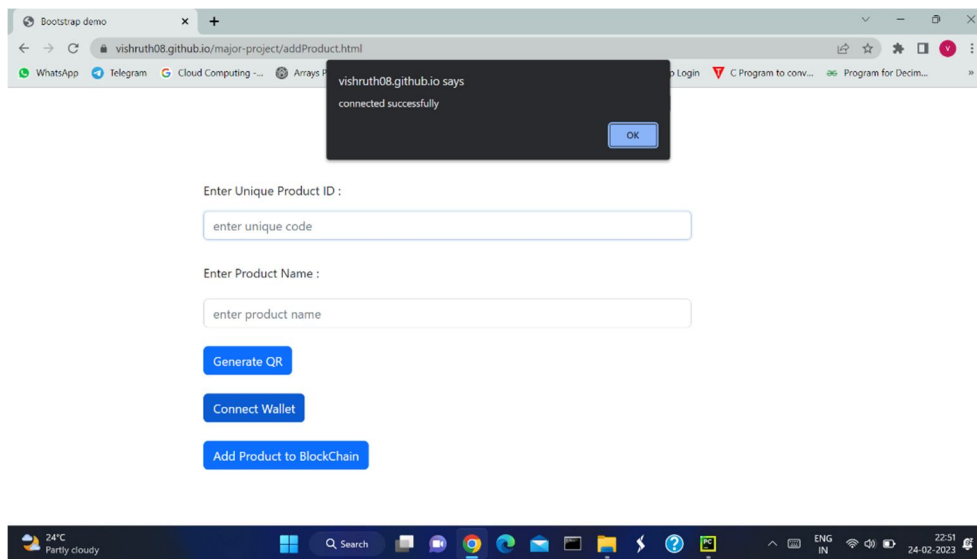 Bootstrap demo
vishruth08.github.io/major-project/addProduct.html
V
WhatsApp Telegram Cloud Computing -... Arrays Login C Program to conv... Program for Decim... »
vishruth08.github.io says
connected successfully
OK
Enter Unique Product ID :
enter unique code
Enter Product Name :
enter product name
Generate QR
Connect Wallet
Add Product to BlockChain
24°C
Partly cloudy
Search
PC
ENG
IN
22:51
24-02-2023